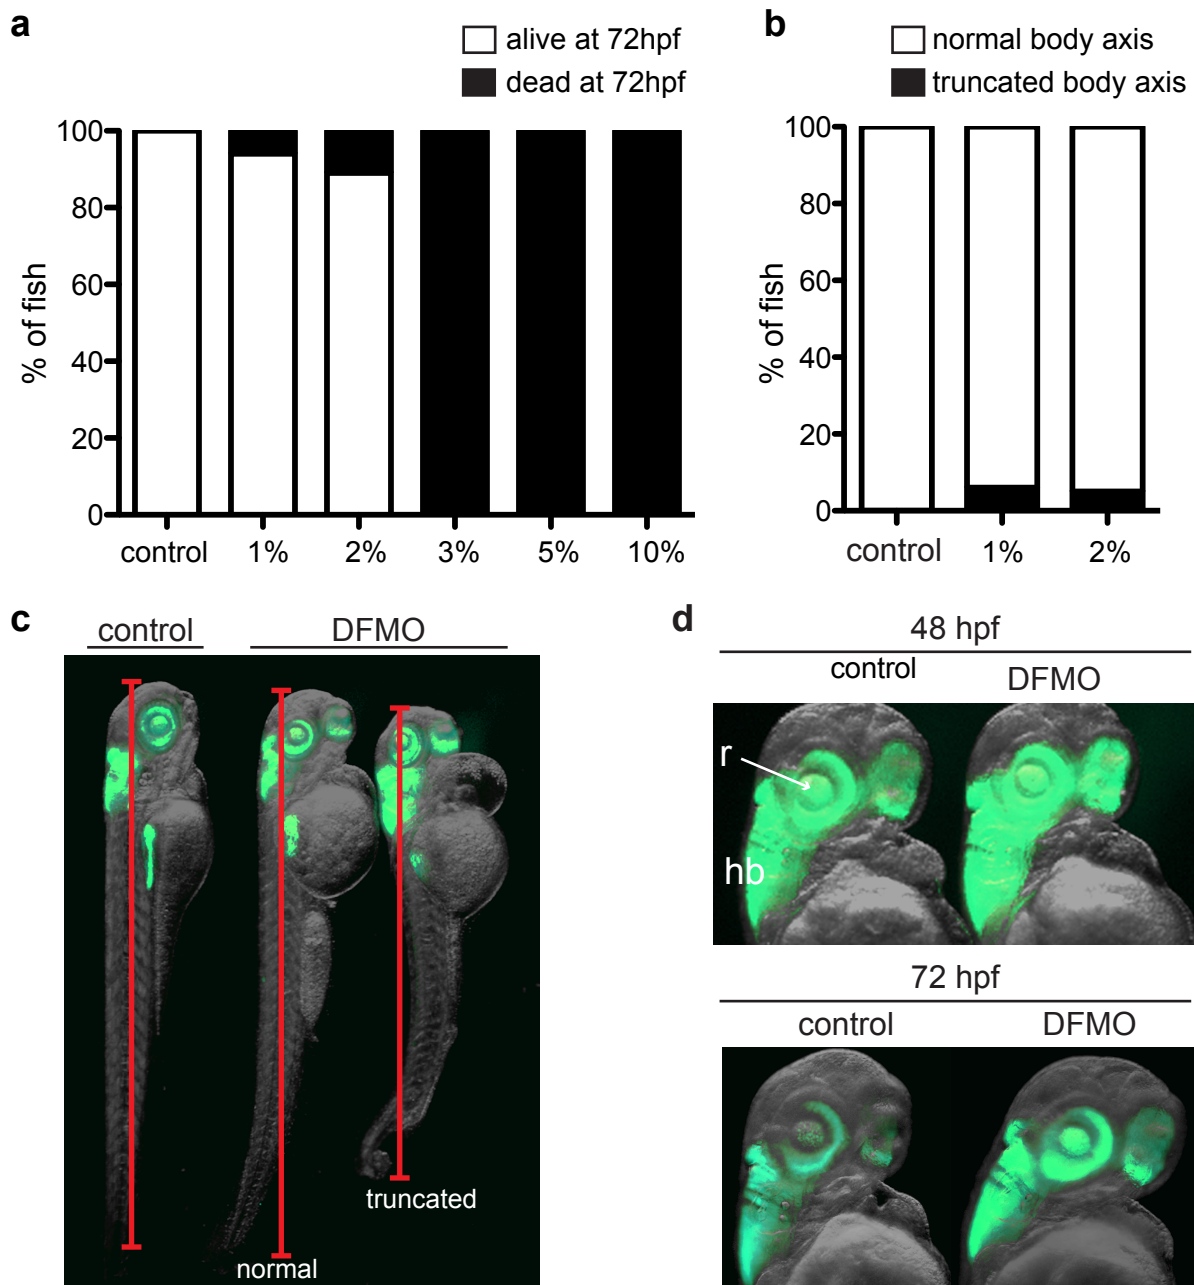 a
alive at 72hpf
dead at 72hpf
% of fish
100
80
60
40
20
0
control 1% 2% 3% 5% 10%
b
normal body axis
truncated body axis
% of fish
100
80
60
40
20
0
control 1% 2%
c
control DFMO
truncated
normal
d
48 hpf
control DFMO
r
hb
72 hpf
control DFMO